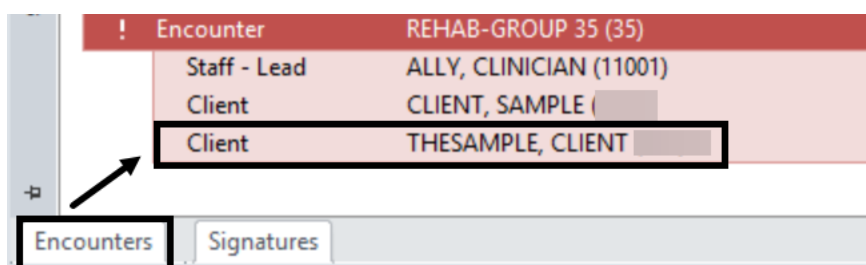 ! Encounter REHAB-GROUP 35 (35)
Staff - Lead ALLY, CLINICIAN (11001)
Client CLIENT, SAMPLE (
Client THESAMPLE, CLIENT
Encounters Signatures